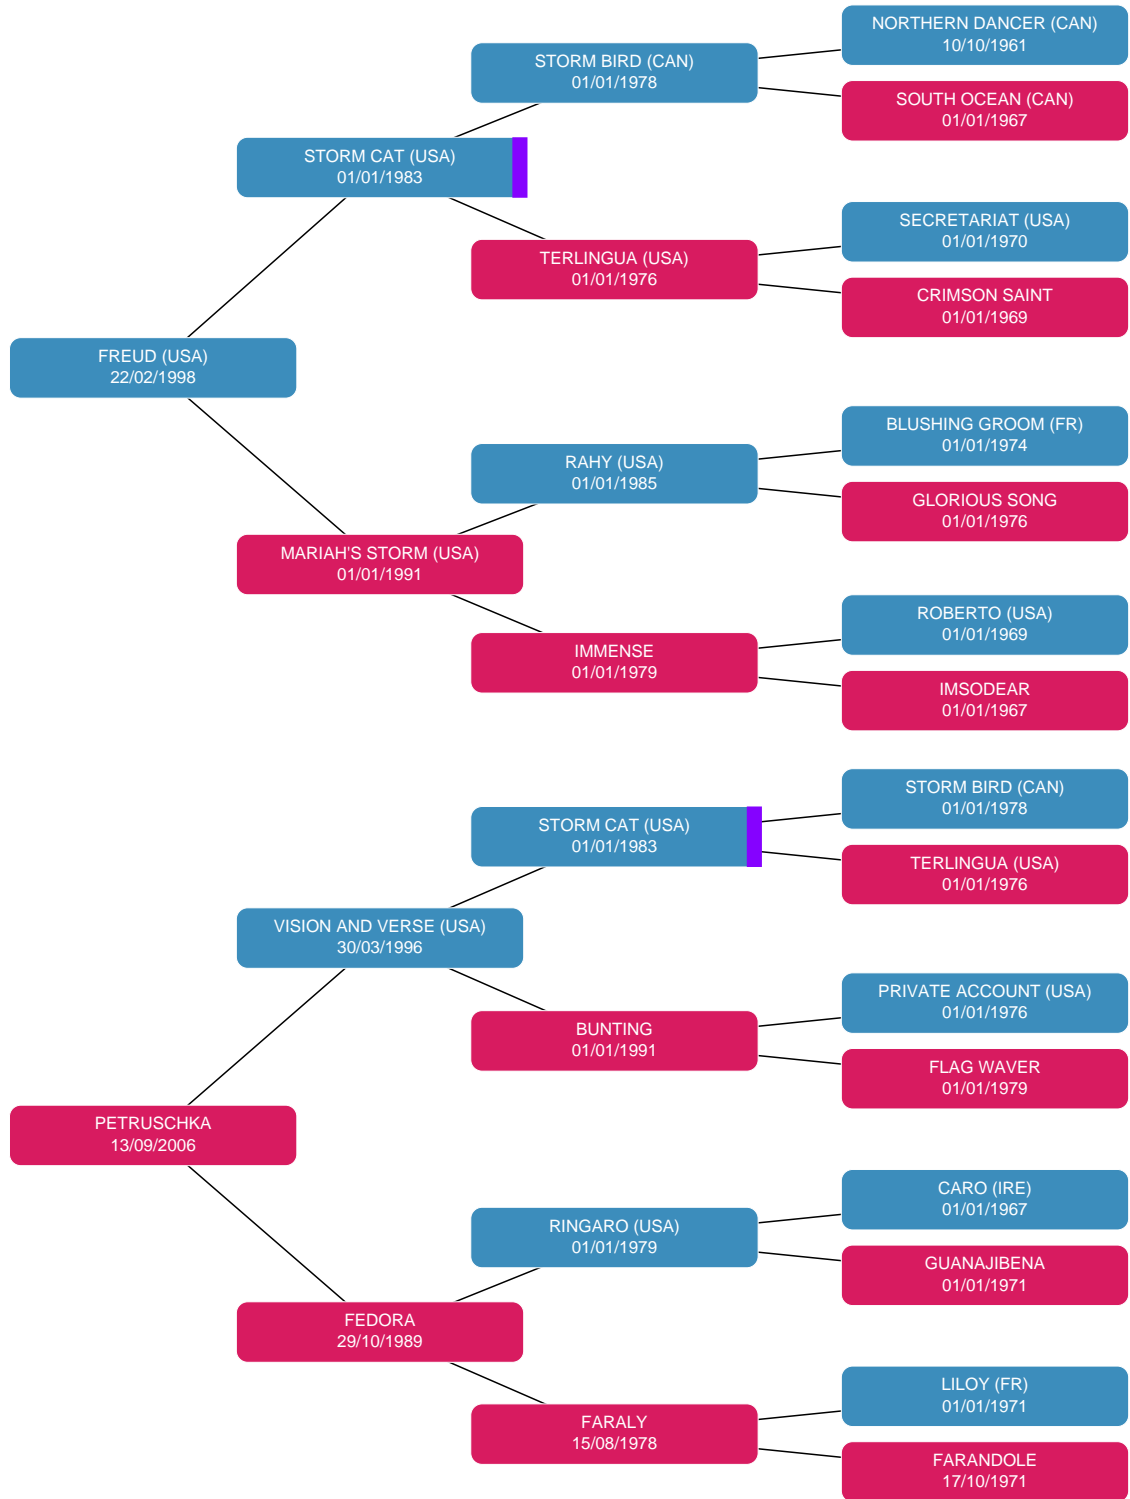 NORTHERN DANCER (CAN)
10/10/1961
STORM BIRD (CAN)
01/01/1978
SOUTH OCEAN (CAN)
01/01/1967
STORM CAT (USA)
01/01/1983
SECRETARIAT (USA)
01/01/1970
TERLINGUA (USA)
01/01/1976
CRIMSON SAINT
01/01/1969
FREUD (USA)
22/02/1998
BLUSHING GROOM (FR)
01/01/1974
RAHY (USA)
01/01/1985
GLORIOUS SONG
01/01/1976
MARIAH'S STORM (USA)
01/01/1991
ROBERTO (USA)
01/01/1969
IMMENSE
01/01/1979
IMSODEAR
01/01/1967
STORM BIRD (CAN)
01/01/1978
STORM CAT (USA)
01/01/1983
TERLINGUA (USA)
01/01/1976
VISION AND VERSE (USA)
30/03/1996
PRIVATE ACCOUNT (USA)
01/01/1976
BUNTING
01/01/1991
FLAG WAVER
01/01/1979
PETRUSCHKA
13/09/2006
CARO (IRE)
01/01/1967
RINGARO (USA)
01/01/1979
GUANAJIBENA
01/01/1971
FEDORA
29/10/1989
LILOY (FR)
01/01/1971
FARALY
15/08/1978
FARANDOLE
17/10/1971